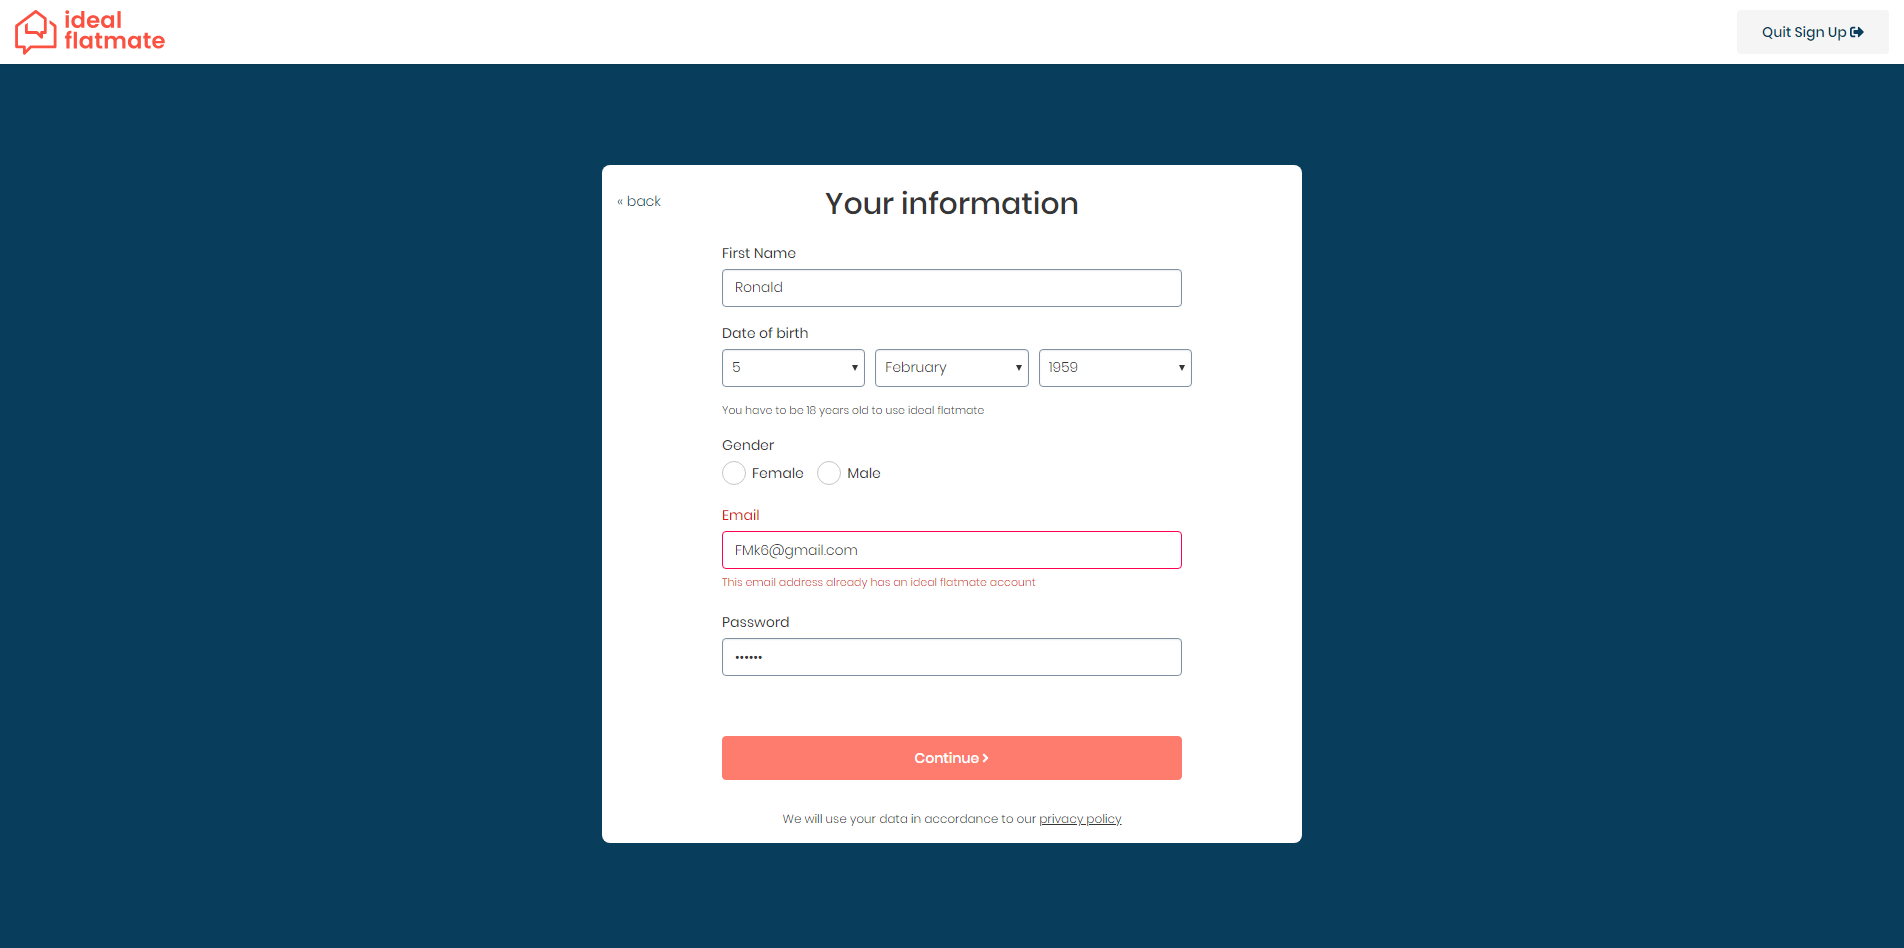 ideal
flatmate
Quit Sign Up
« back
Your information
First Name
Ronald
Date of birth
5 February 1959
You have to be 18 years old to use ideal flatmate
Gender
Female Male
Email
FMk6@gmail.com
This email address already has an ideal flatmate account
Password
••••••
Continue
We will use your data in accordance to our privacy policy